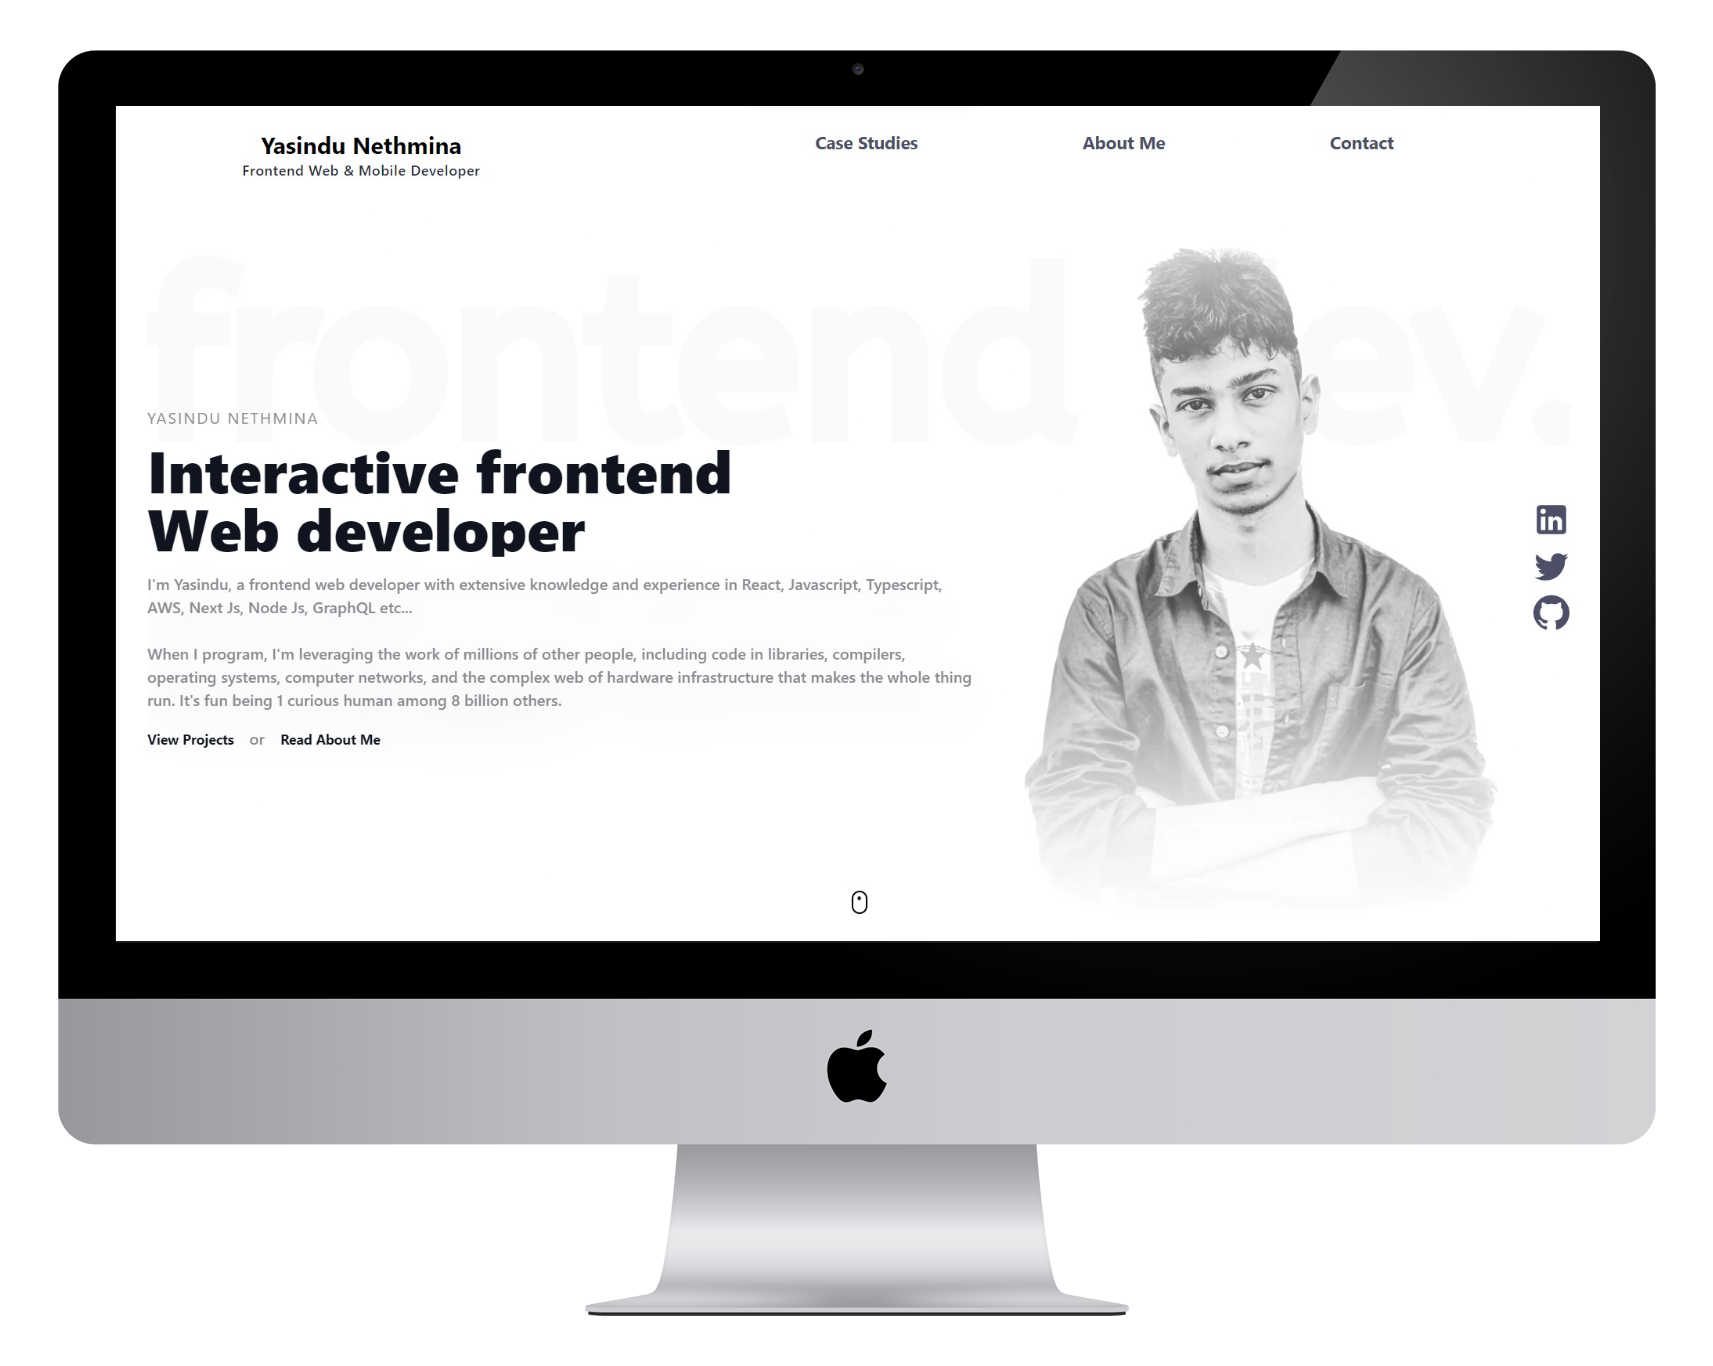 Yasindu Nethmina
Frontend Web & Mobile Developer
Case Studies
About Me
Contact
frontend dev.
YASINDU NETHMINA
Interactive frontend
Web developer
I'm Yasindu, a frontend web developer with extensive knowledge and experience in React, Javascript, Typescript,
AWS, Next Js, Node Js, GraphQL etc...
When I program, I'm leveraging the work of millions of other people, including code in libraries, compilers,
operating systems, computer networks, and the complex web of hardware infrastructure that makes the whole thing
run. It's fun being 1 curious human among 8 billion others.
View Projects or Read About Me
in